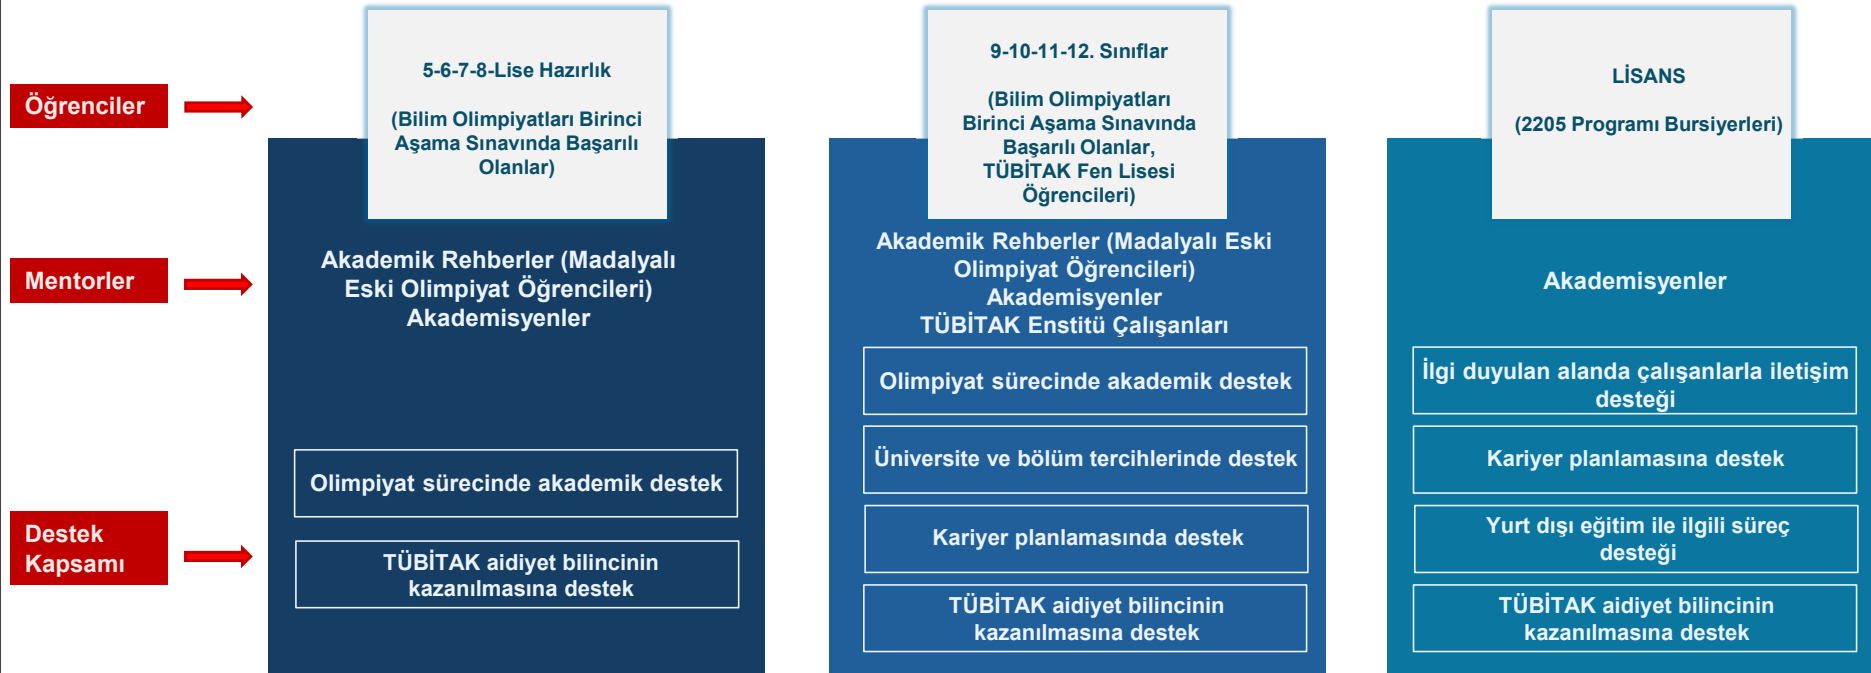 Öğrenciler
5-6-7-8-Lise Hazırlık
(Bilim Olimpiyatları Birinci
Aşama Sınavında Başarılı
Olanlar)
9-10-11-12. Sınıflar
(Bilim Olimpiyatları
Birinci Aşama Sınavında
Başarılı Olanlar,
TÜBİTAK Fen Lisesi
Öğrencileri)
LİSANS
(2205 Programı Bursiyerleri)
Mentorler
Akademik Rehberler (Madalyalı
Eski Olimpiyat Öğrencileri)
Akademisyenler
Akademik Rehberler (Madalyalı Eski
Olimpiyat Öğrencileri)
Akademisyenler
TÜBİTAK Enstitü Çalışanları
Akademisyenler
Destek
Kapsamı
Olimpiyat sürecinde akademik destek
TÜBİTAK aidiyet bilincinin
kazanılmasına destek
Olimpiyat sürecinde akademik destek
Üniversite ve bölüm tercihlerinde destek
Kariyer planlamasında destek
TÜBİTAK aidiyet bilincinin
kazanılmasına destek
İlgi duyulan alanda çalışanlarla iletişim
desteği
Kariyer planlamasına destek
Yurt dışı eğitim ile ilgili süreç
desteği
TÜBİTAK aidiyet bilincinin
kazanılmasına destek